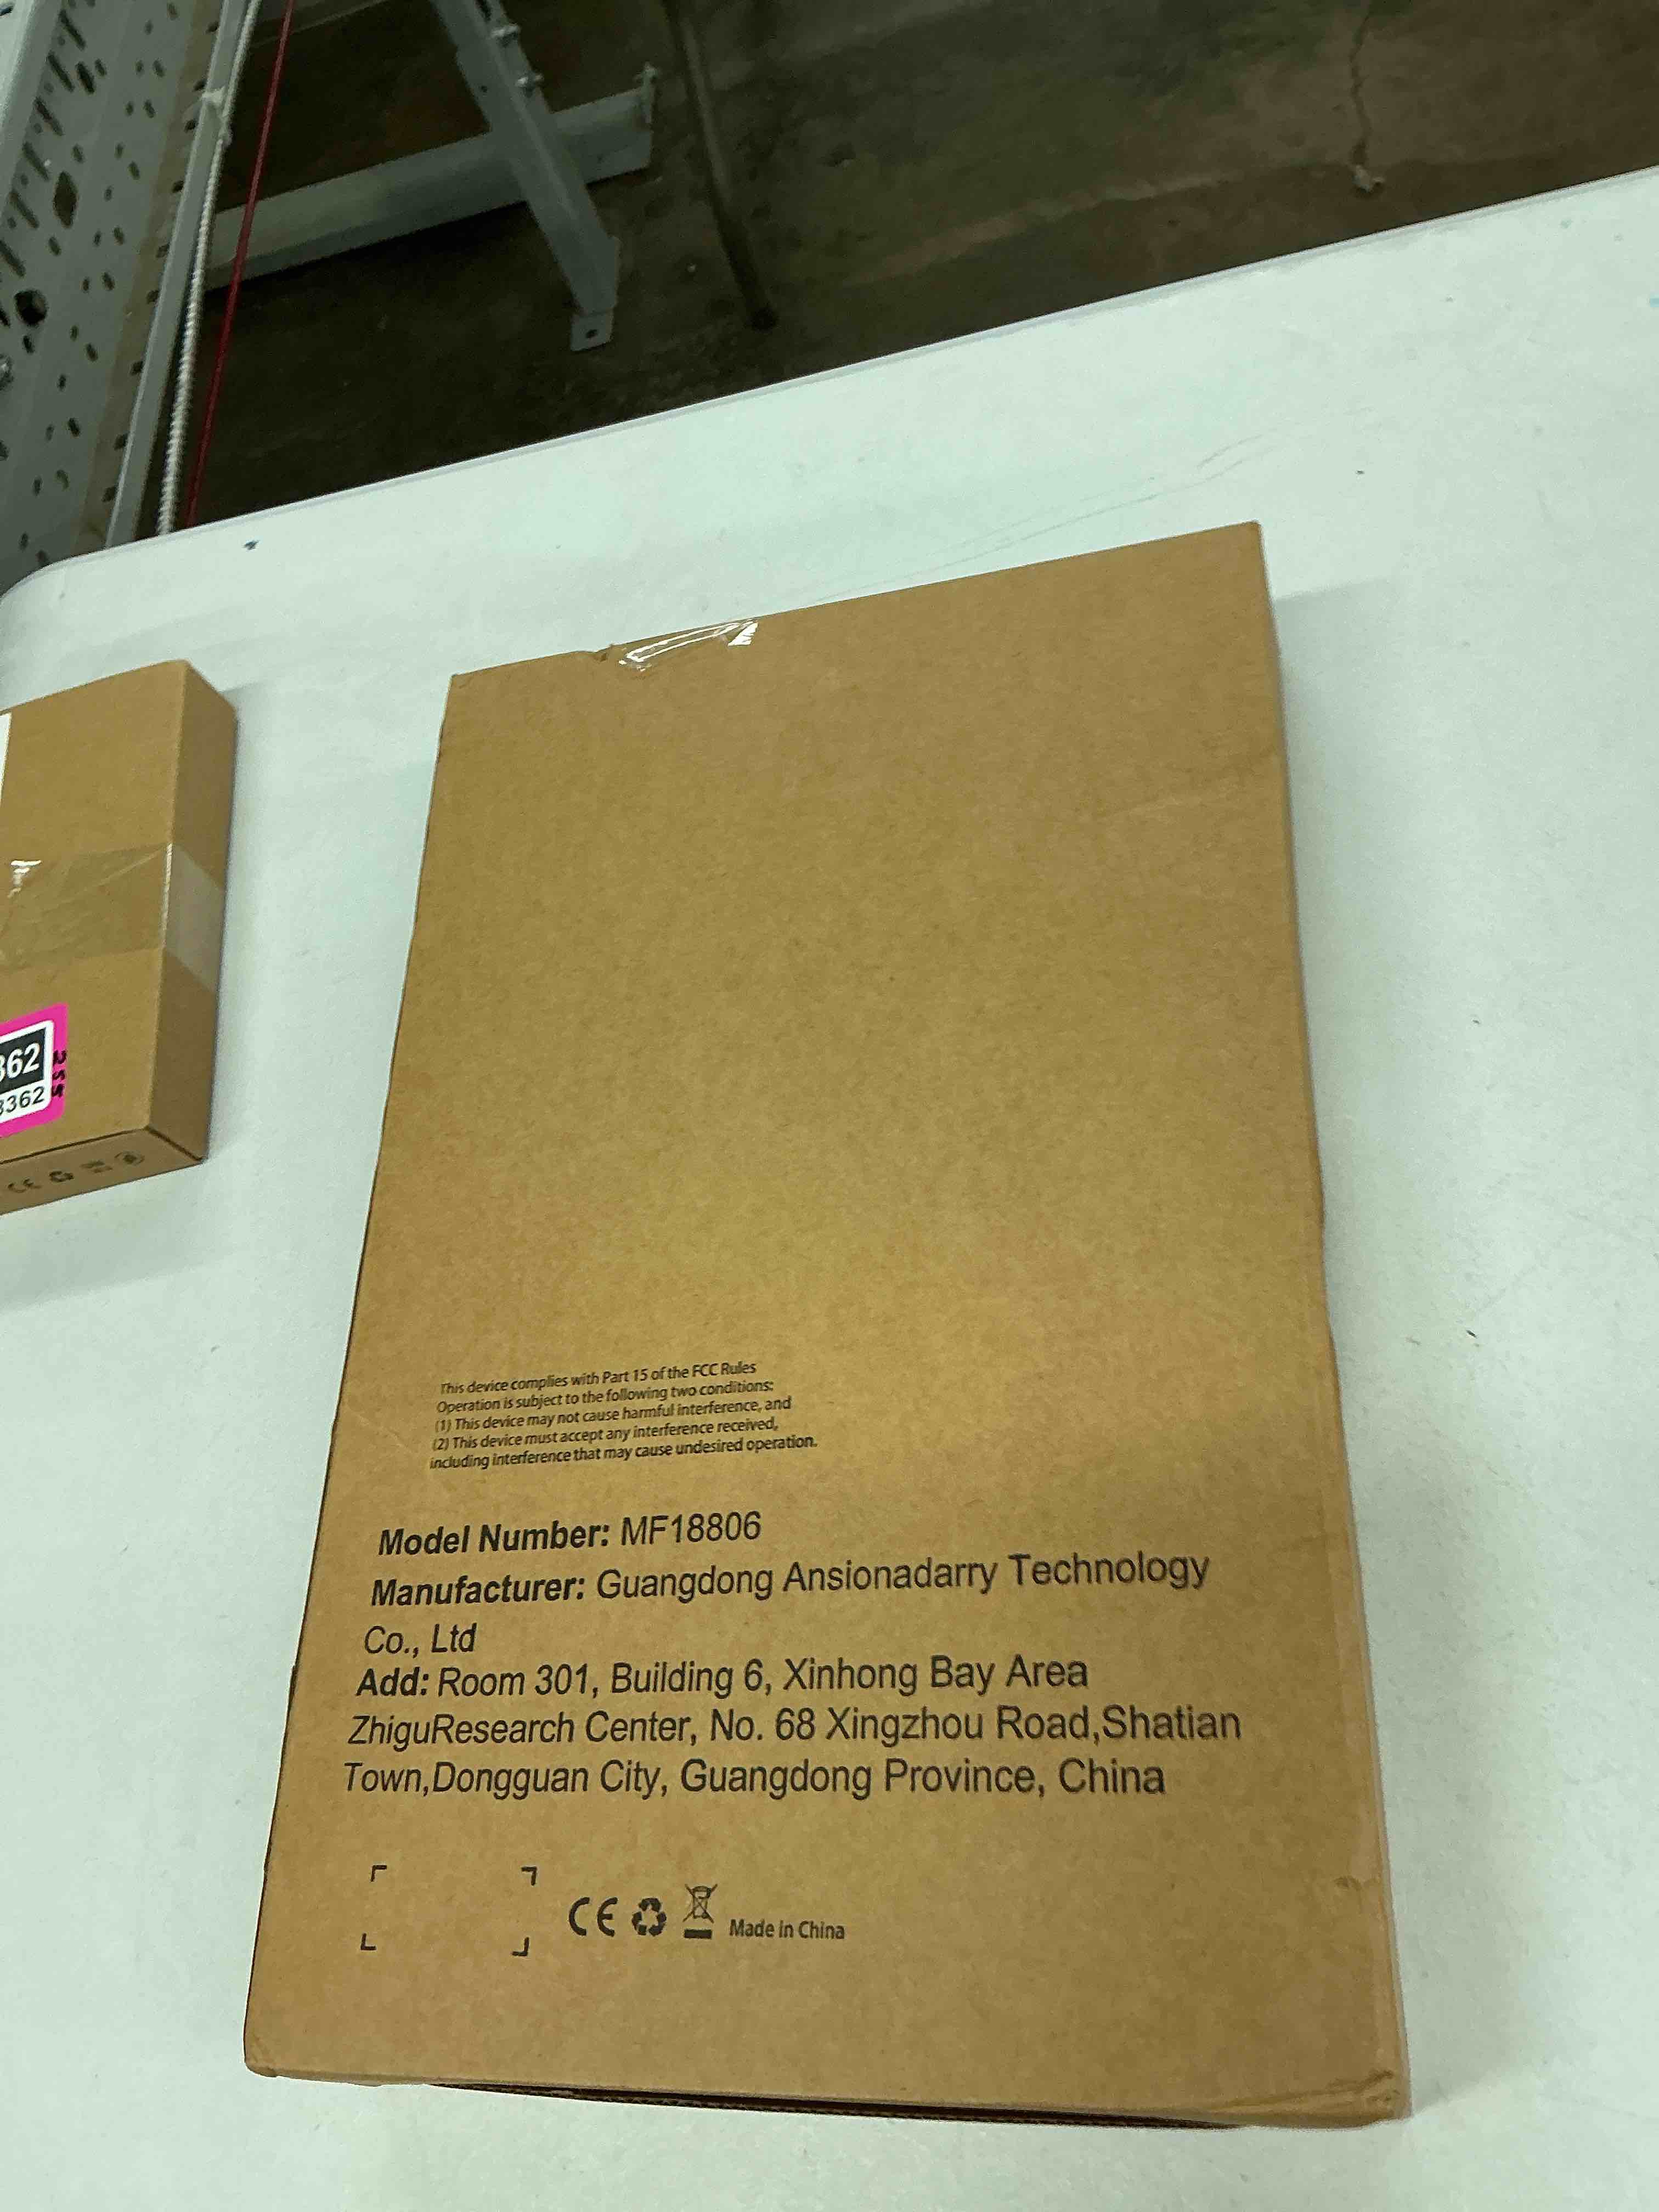 This device complies with Part 15 of the FCC Rules
Operation is subject to the following two conditions:
(1) This device may not cause harmful interference, and
(2) This device must accept any interference received,
including interference that may cause undesired operation.
Model Number: MF18806
Manufacturer: Guangdong Ansionadarry Technology
Co., Ltd
Add: Room 301, Building 6, Xinhong Bay Area
ZhiguResearch Center, No. 68 Xingzhou Road,Shatian
Town,Dongguan City, Guangdong Province, China
CE Made in China
362
3362
CE